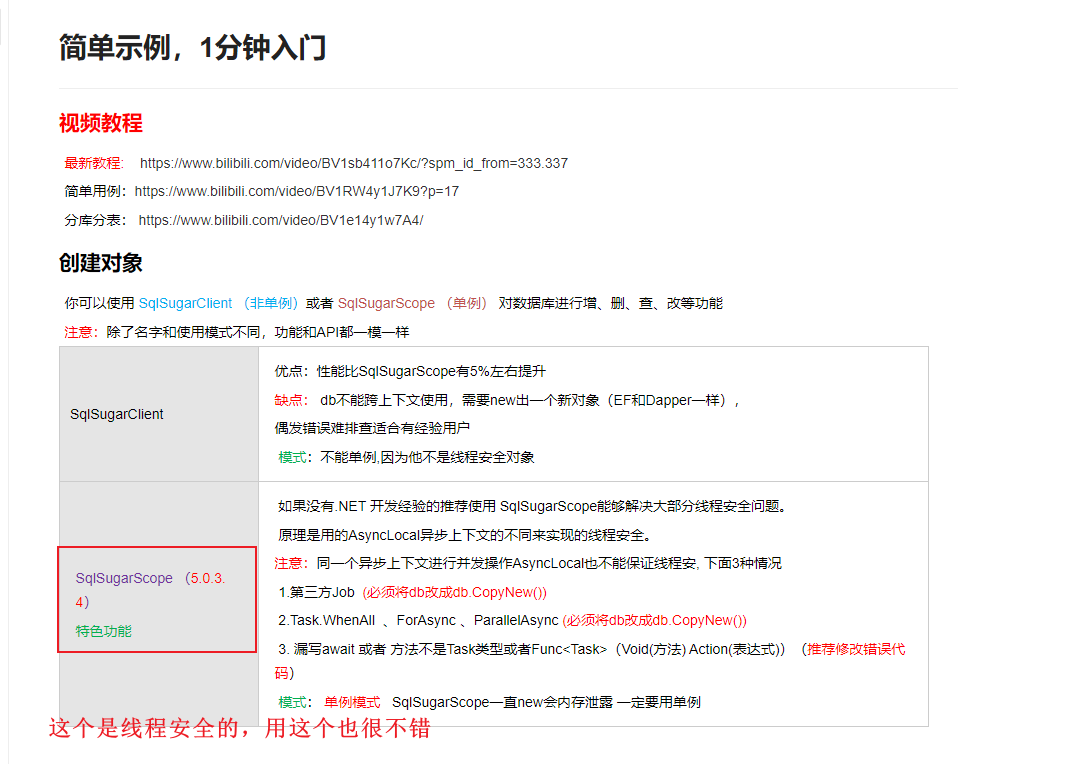 简单示例，1分钟入门
视频教程
最新教程: https://www.bilibili.com/video/BV1sb411o7Kc/?spm_id_from=333.337
简单用例：https://www.bilibili.com/video/BV1RW4y1J7K9?p=17
分库分表： https://www.bilibili.com/video/BV1e14y1w7A4/
创建对象
你可以使用 SqlSugarClient （非单例）或者 SqlSugarScope （单例） 对数据库进行增、删、查、改等功能
注意：除了名字和使用模式不同，功能和API都一模一样
SqlSugarClient
优点：性能比SqlSugarScope有5%左右提升
缺点： db不能跨上下文使用，需要new出一个新对象（EF和Dapper一样），
偶发错误难排查适合有经验用户
模式：不能单例,因为他不是线程安全对象
SqlSugarScope （5.0.3.
4）
特色功能
如果没有.NET 开发经验的推荐使用 SqlSugarScope能够解决大部分线程安全问题。
原理是用的AsyncLocal异步上下文的不同来实现的线程安全。
注意：同一个异步上下文进行并发操作AsyncLocal也不能保证线程安, 下面3种情况
1.第三方Job (必须将db改成db.CopyNew())
2.Task.WhenAll 、ForAsync 、ParallelAsync (必须将db改成db.CopyNew())
3. 漏写await 或者 方法不是Task类型或者Func<Task>（Void(方法) Action(表达式)）（推荐修改错误代
码）
模式： 单例模式 SqlSugarScope一直new会内存泄露 一定要用单例
这个是线程安全的，用这个也很不错